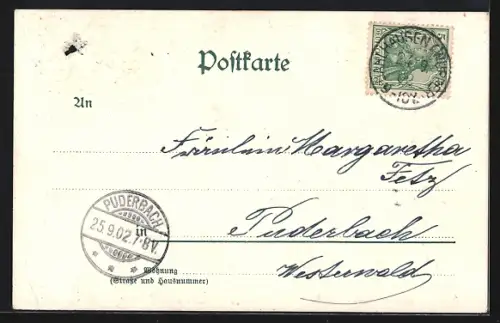 Postkarte
An
Fräulein Margaretha
Fetz
PUDERBACH
25.9.02.7-8V.
in
Puderbach
Westerwald
Wohnung
(Straße und Hausnummer)